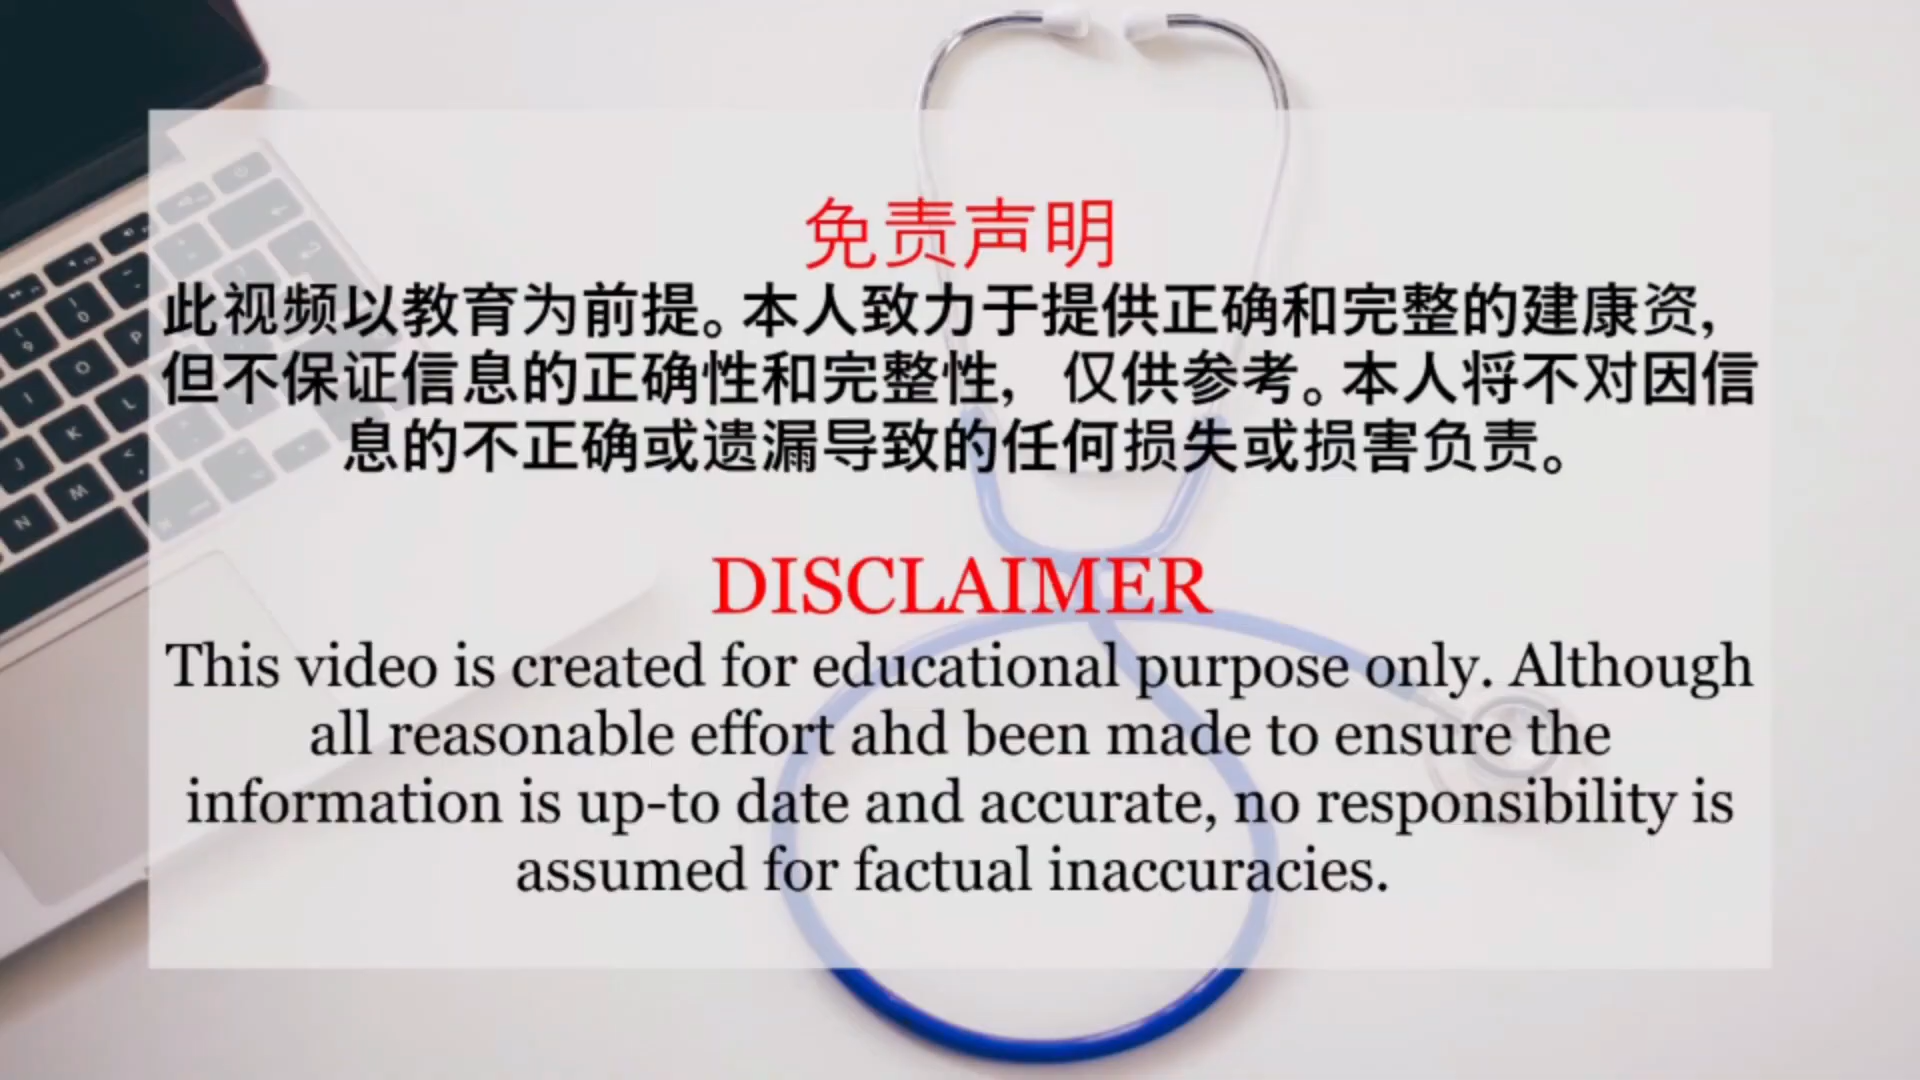 免责声明
此视频以教育为前提。本人致力于提供正确和完整的建康资,
但不保证信息的正确性和完整性, 仅供参考。本人将不对因信
息的不正确或遗漏导致的任何损失或损害负责。
DISCLAIMER
This video is created for educational purpose only. Although
all reasonable effort ahd been made to ensure the
information is up-to date and accurate, no responsibility is
assumed for factual inaccuracies.